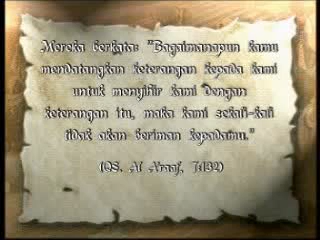 Mereka berkata: "Bagaimanapun kamu
mendatangkan keterangan kepada kami
untuk menyihir kami dengan
keterangan itu, maka kami sekali-kali
tidak akan beriman kepadamu."
(QS. Al Araaf, 7:132)